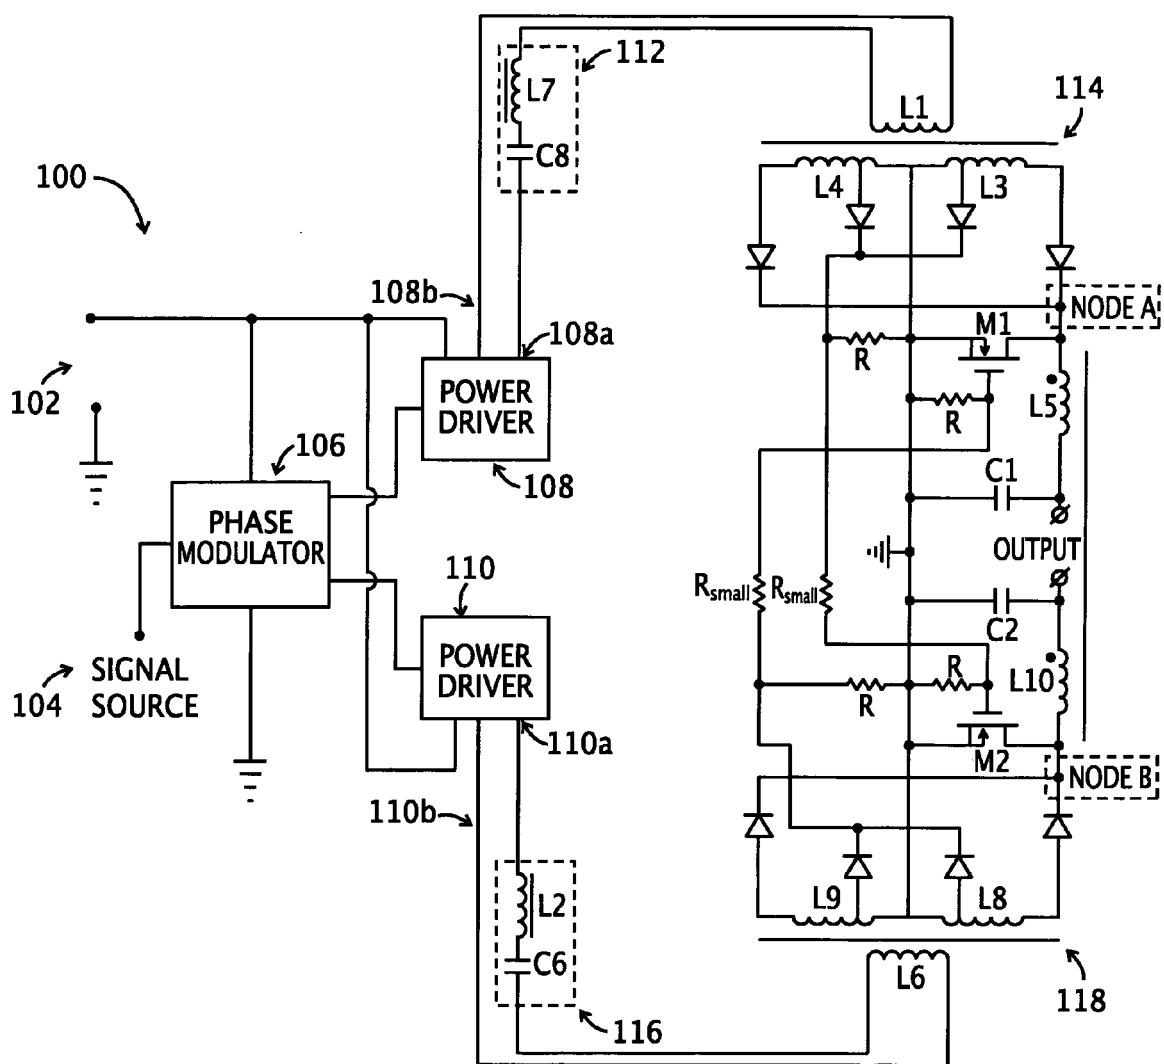 112
L7
C8
L1
114
100
L4
L3
108b
108a
NODE A
M1
R
102
POWER
DRIVER
R
L5
106
108
C1
PHASE
MODULATOR
OUTPUT
110
Rsmall
Rsmall
C2
104
SIGNAL
SOURCE
POWER
DRIVER
R
R
L10
110a
M2
NODE B
110b
L2
L9
L8
C6
L6
118
116